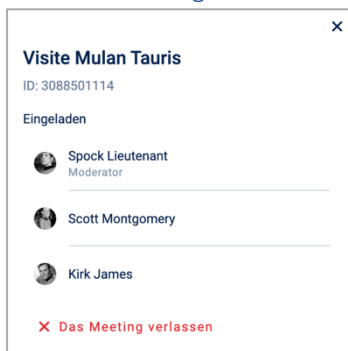 Visite Mulan Tauris
ID: 3088501114
Eingeladen
Spock Lieutenant
Moderator
Scott Montgomery
Kirk James
Das Meeting verlassen